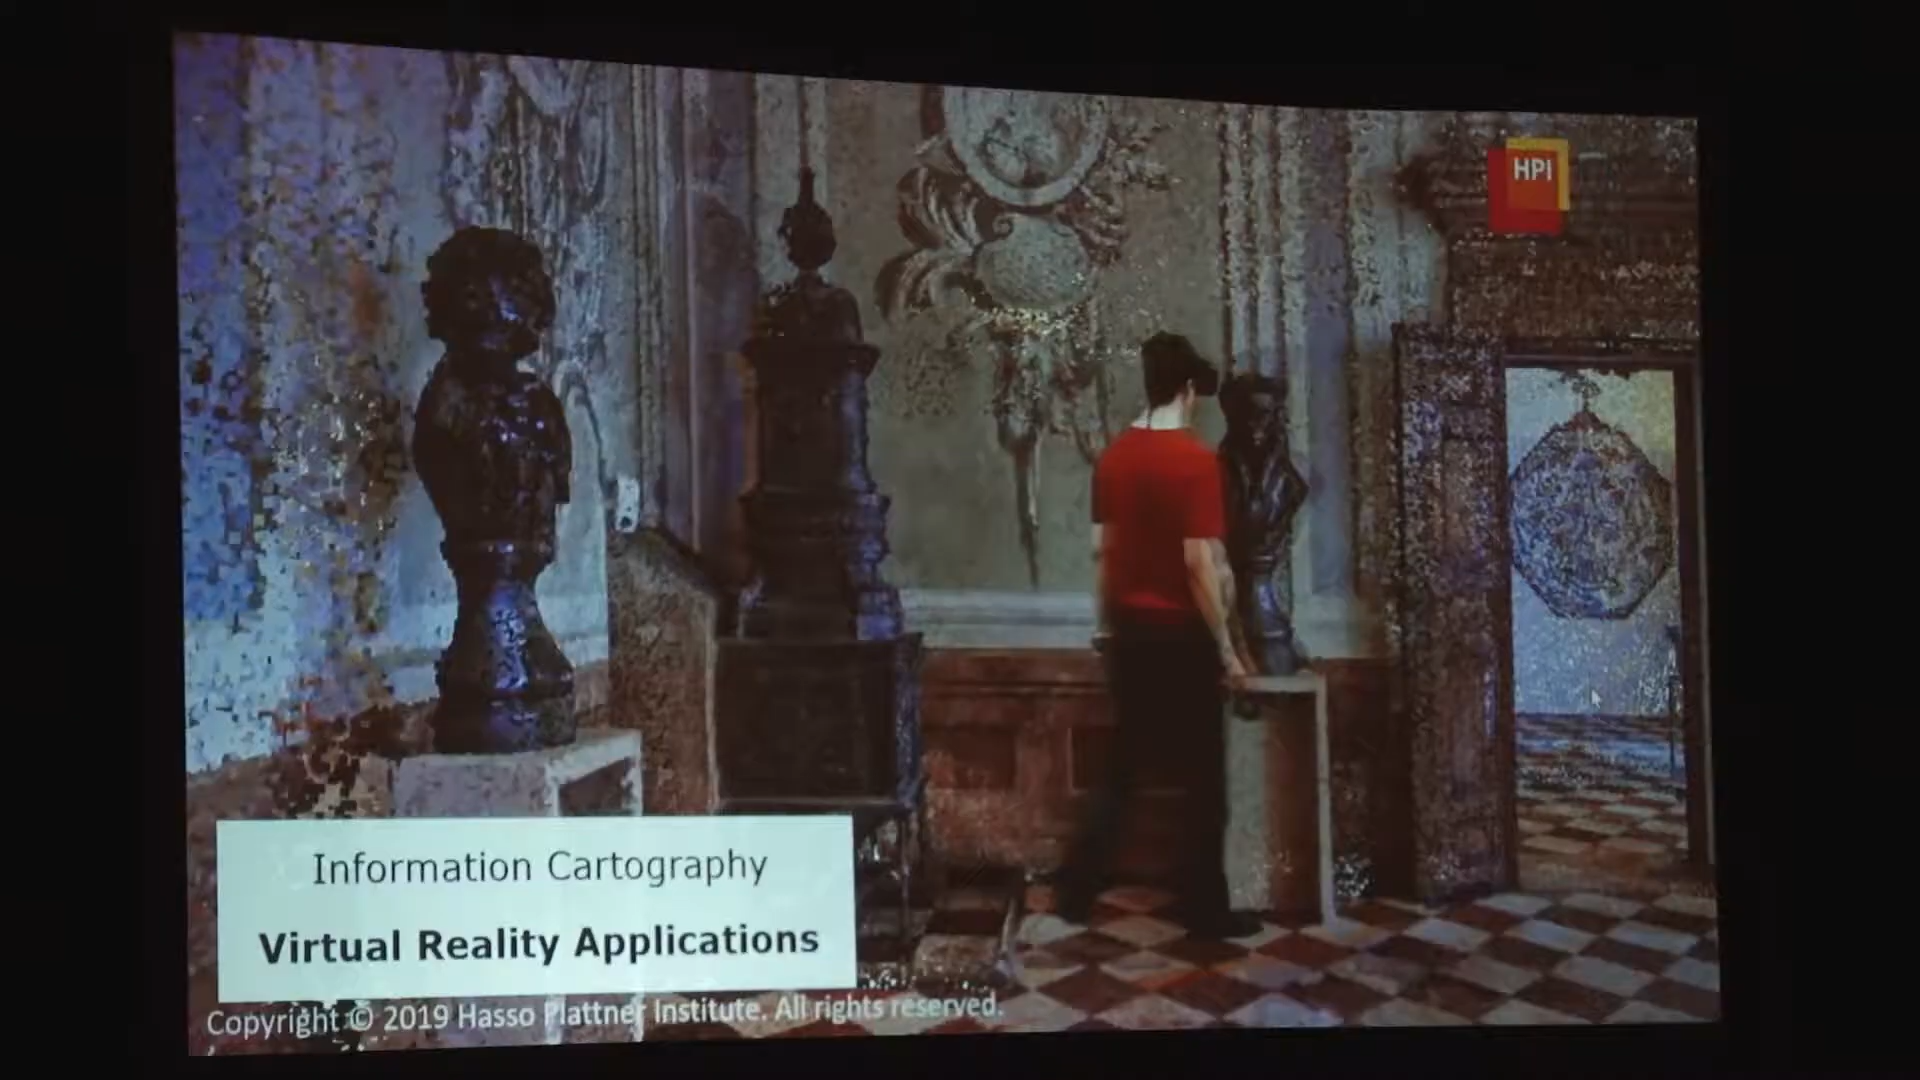 HPI
Information Cartography
Virtual Reality Applications
Copyright © 2019 Hasso Plattner Institute. All rights reserved.